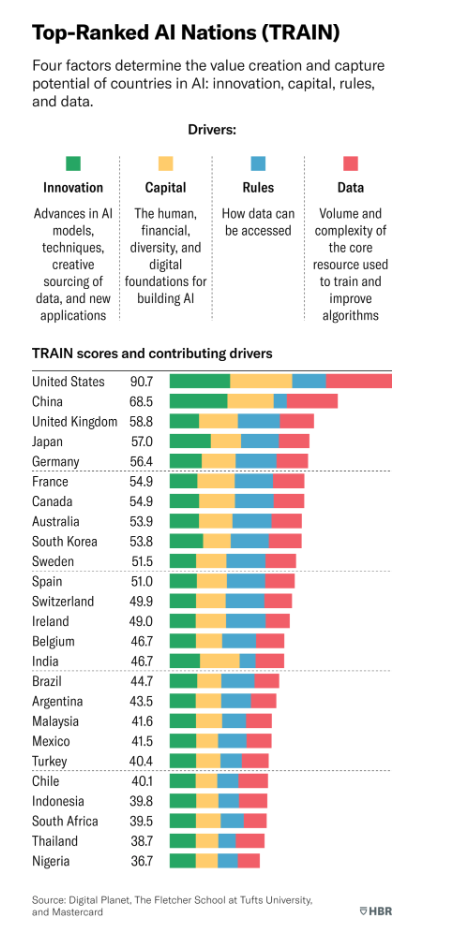 Top-Ranked AI Nations (TRAIN)
Four factors determine the value creation and capture
potential of countries in AI: innovation, capital, rules,
and data.
Drivers:
Innovation
Advances in AI
models,
techniques,
creative
sourcing of
data, and new
applications
Capital
The human,
financial,
diversity, and
digital
foundations for
building AI
Rules
How data can
be accessed
Data
Volume and
complexity of
the core
resource used
to train and
improve
algorithms
TRAIN scores and contributing drivers
United States 90.7
China 68.5
United Kingdom 58.8
Japan 57.0
Germany 56.4
France 54.9
Canada 54.9
Australia 53.9
South Korea 53.8
Sweden 51.5
Spain 51.0
Switzerland 49.9
Ireland 49.0
Belgium 46.7
India 46.7
Brazil 44.7
Argentina 43.5
Malaysia 41.6
Mexico 41.5
Turkey 40.4
Chile 40.1
Indonesia 39.8
South Africa 39.5
Thailand 38.7
Nigeria 36.7
Source: Digital Planet, The Fletcher School at Tufts University,
and Mastercard
HBR